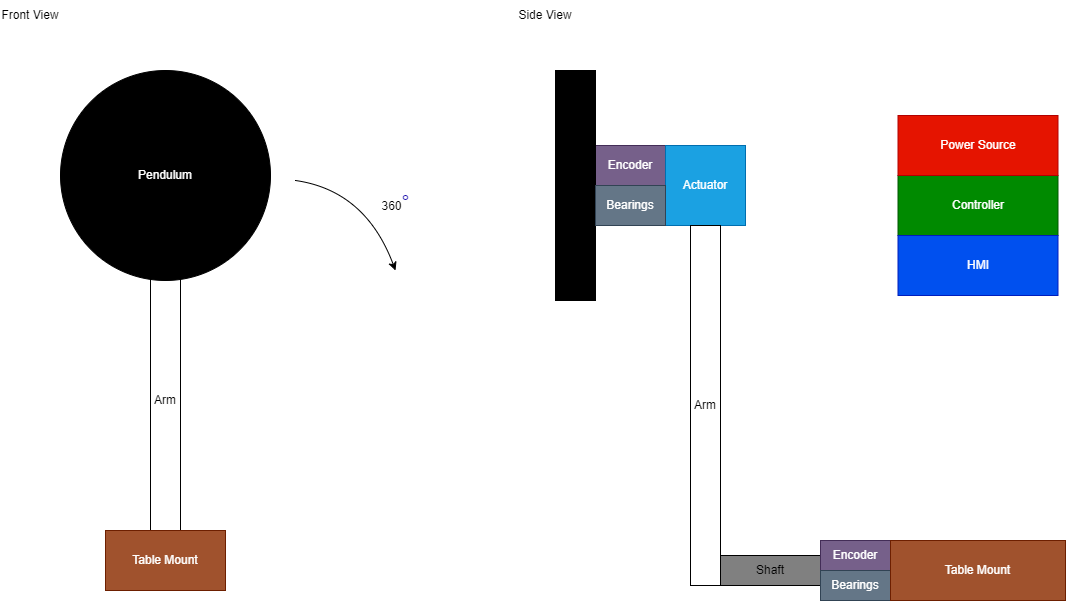 Front View
Side View
Pendulum
360°
Arm
Table Mount
Encoder
Bearings
Actuator
Arm
Shaft
Encoder
Bearings
Table Mount
Power Source
Controller
HMI